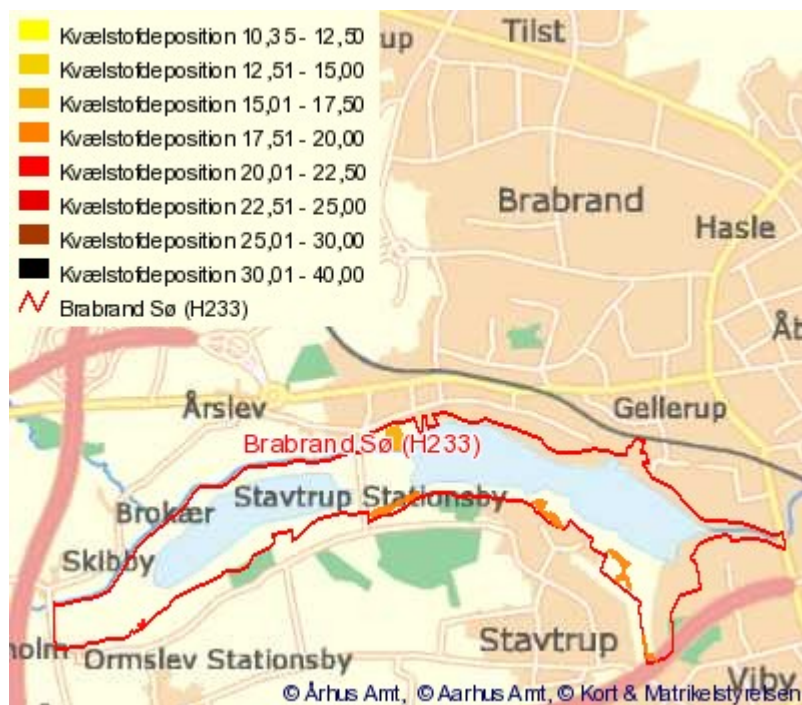 Kvælstofdeposition 10,35 - 12,50
Kvælstofdeposition 12,51 - 15,00
Kvælstofdeposition 15,01 - 17,50
Kvælstofdeposition 17,51 - 20,00
Kvælstofdeposition 20,01 - 22,50
Kvælstofdeposition 22,51 - 25,00
Kvælstofdeposition 25,01 - 30,00
Kvælstofdeposition 30,01 - 40,00
Brabrand Sø (H233)
up
Tilst
Brabrand
Hasle
Åb
Årslev
Gellerup
Brabrand Sø (H233)
Stavtrup Stationsby
Brokær
Skibby
Stavtrup
holm
Ormslev Stationsby
Viby
© Århus Amt, © Aarhus Amt, © Kort & Matrikelstyrelsen